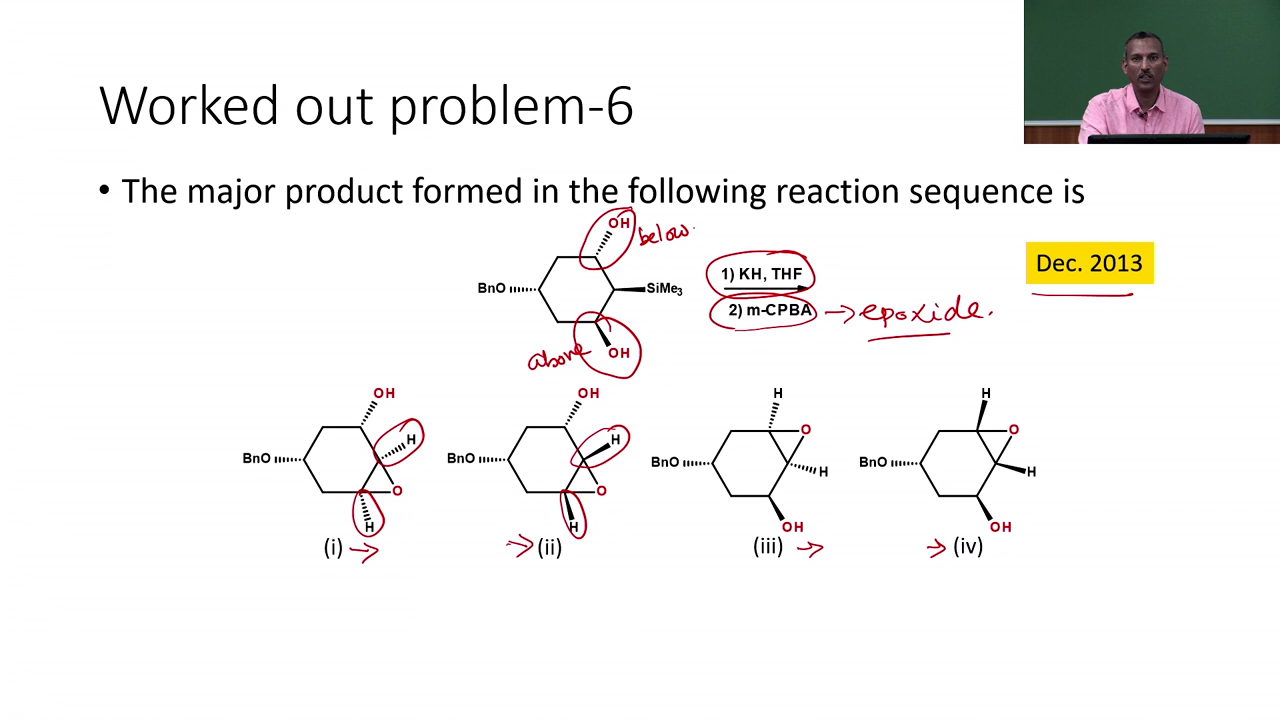 Worked out problem-6
• The major product formed in the following reaction sequence is
Dec. 2013
OH
below.
BnO
SiMe3
OH
above
1) KH, THF
2) m-CPBA → epoxide.
OH
H
BnO
O
H
(i) →
OH
H
BnO
O
H
→ (ii)
H
O
BnO
H
OH
(iii) →
H
O
BnO
H
OH
→ (iv)